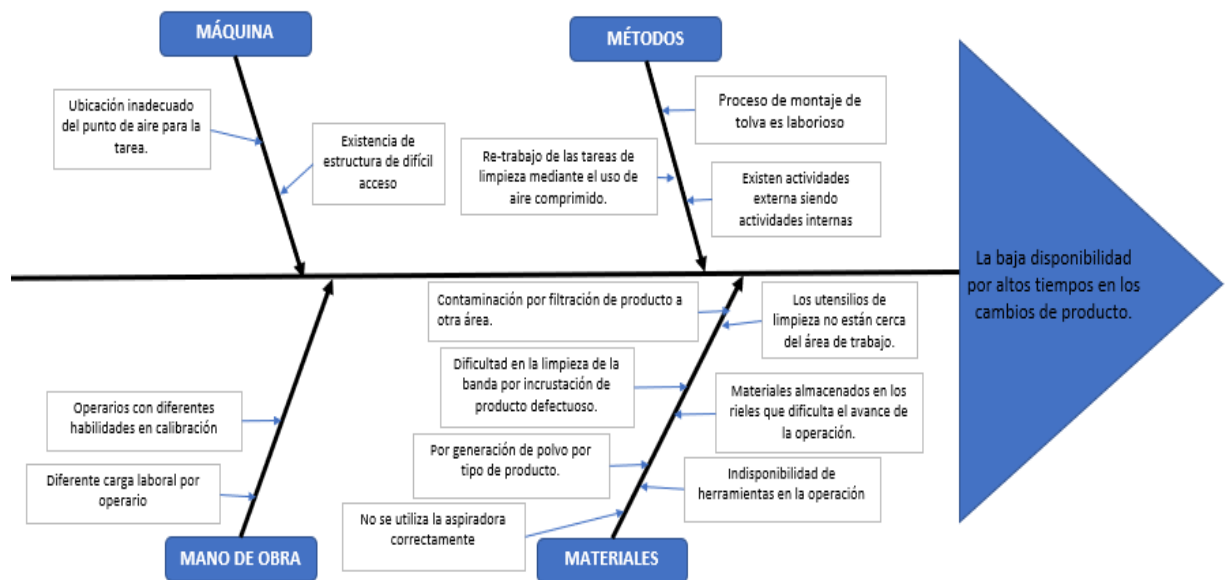 MÁQUINA
MÉTODOS
Ubicación inadecuado
del punto de aire para la
tarea.
Existencia de
estructura de difícil
acceso
Proceso de montaje de
tolva es laborioso
Re-trabajo de las tareas de
limpieza mediante el uso de
aire comprimido.
Existen actividades
externa siendo
actividades internas
La baja disponibilidad
por altos tiempos en los
cambios de producto.
Contaminación por filtración de producto a
otra área.
Los utensilios de
limpieza no están cerca
del área de trabajo.
Dificultad en la limpieza de la
banda por incrustación de
producto defectuoso.
Materiales almacenados en los
rieles que dificulta el avance de
la operación.
Operarios con diferentes
habilidades en calibración
Por generación de polvo por
tipo de producto.
Indisponibilidad de
herramientas en la operación
Diferente carga laboral por
operario
No se utiliza la aspiradora
correctamente
MANO DE OBRA
MATERIALES